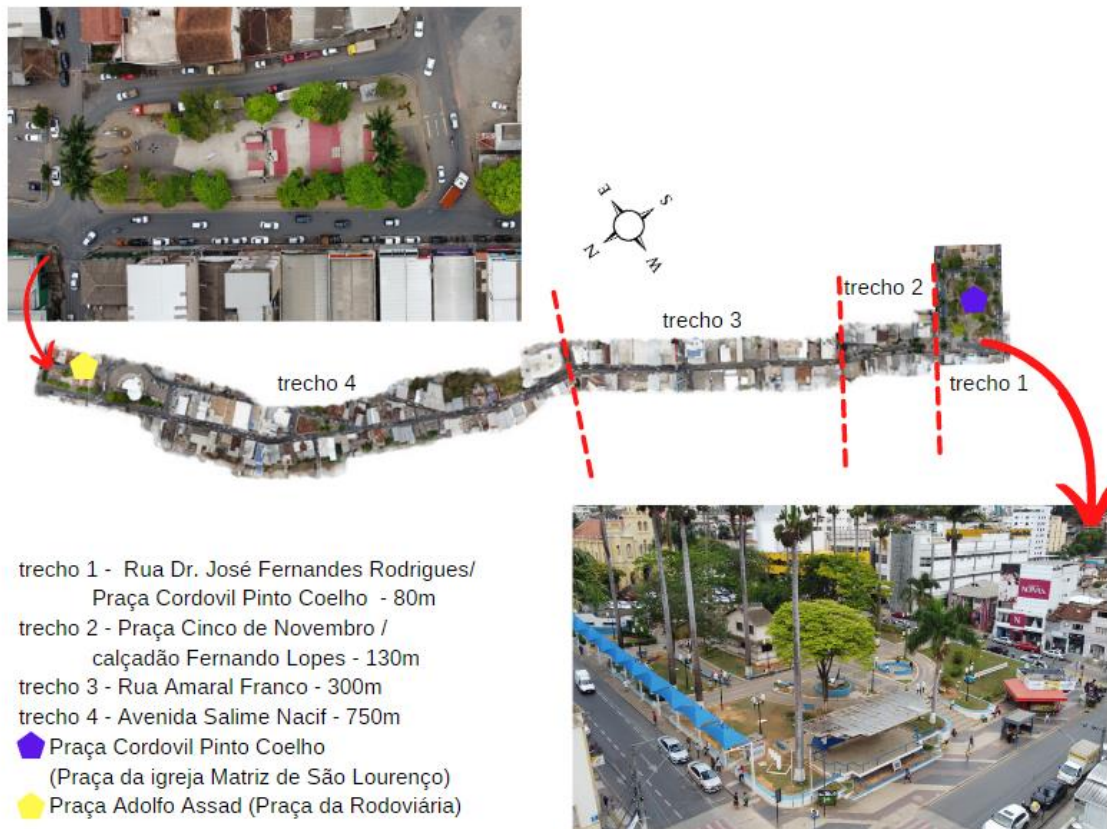 E
S
N
W
trecho 2
trecho 3
trecho 4
trecho 1
trecho 1 - Rua Dr. José Fernandes Rodrigues/
Praça Cordovil Pinto Coelho - 80m
trecho 2 - Praça Cinco de Novembro /
calçadão Fernando Lopes - 130m
trecho 3 - Rua Amaral Franco - 300m
trecho 4 - Avenida Salime Nacif - 750m
Praça Cordovil Pinto Coelho
(Praça da igreja Matriz de São Lourenço)
Praça Adolfo Assad (Praça da Rodoviária)